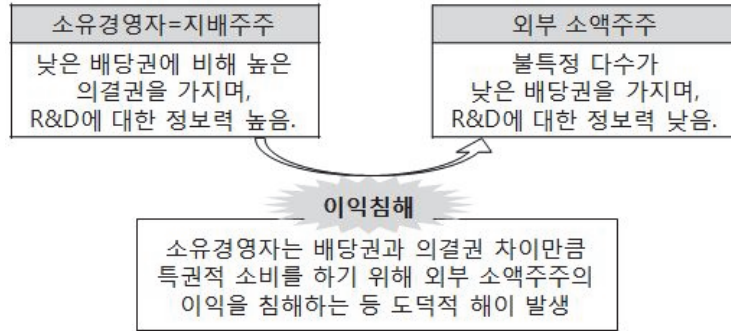 소유경영자=지배주주
낮은 배당권에 비해 높은
의결권을 가지며,
R&D에 대한 정보력 높음.
외부 소액주주
불특정 다수가
낮은 배당권을 가지며,
R&D에 대한 정보력 낮음.
이익침해
소유경영자는 배당권과 의결권 차이만큼
특권적 소비를 하기 위해 외부 소액주주의
이익을 침해하는 등 도덕적 해이 발생